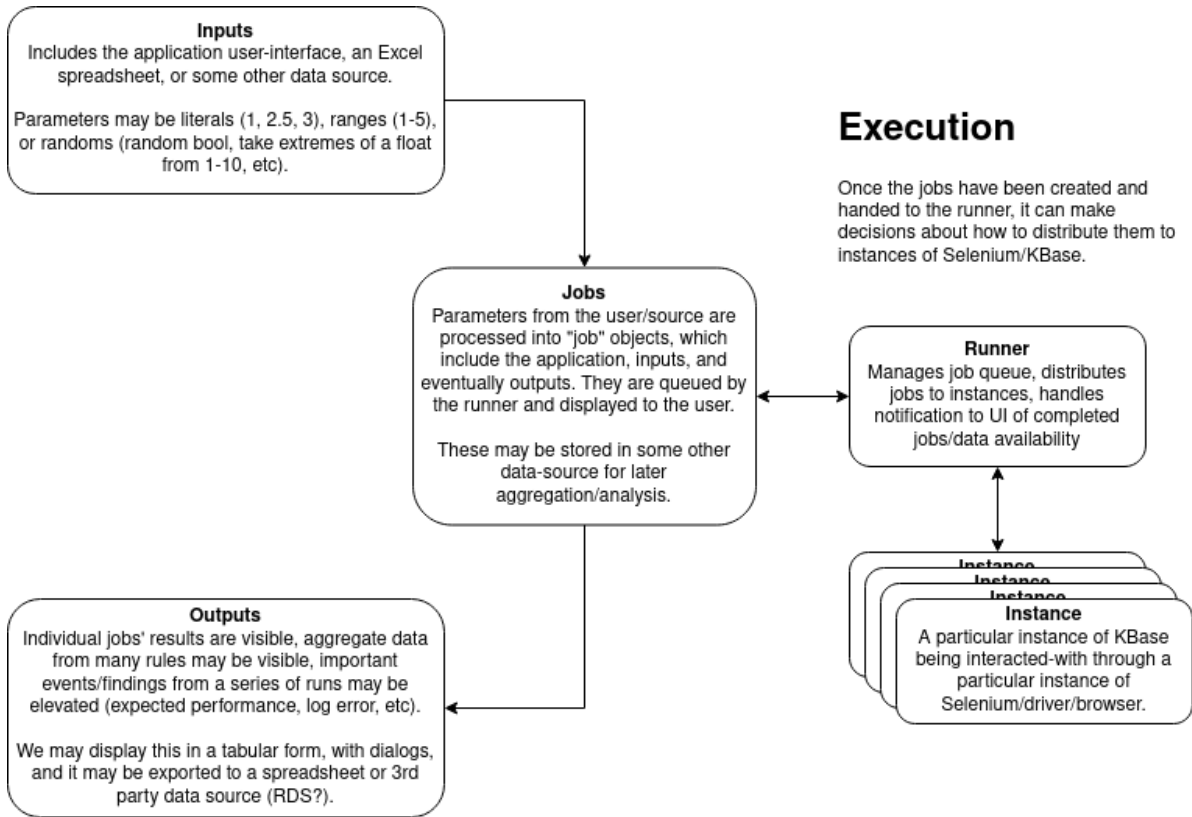 Inputs
Includes the application user-interface, an Excel
spreadsheet, or some other data source.
Parameters may be literals (1, 2.5, 3), ranges (1-5),
or randoms (random bool, take extremes of a float
from 1-10, etc).
Execution
Once the jobs have been created and
handed to the runner, it can make
decisions about how to distribute them to
instances of Selenium/KBase.
Jobs
Parameters from the user/source are
processed into "job" objects, which
include the application, inputs, and
eventually outputs. They are queued by
the runner and displayed to the user.
These may be stored in some other
data-source for later
aggregation/analysis.
Runner
Manages job queue, distributes
jobs to instances, handles
notification to UI of completed
jobs/data availability
Instance
Instance
Instance
Instance
A particular instance of KBase
being interacted-with through a
particular instance of
Selenium/driver/browser.
Outputs
Individual jobs' results are visible, aggregate data
from many rules may be visible, important
events/findings from a series of runs may be
elevated (expected performance, log error, etc).
We may display this in a tabular form, with dialogs,
and it may be exported to a spreadsheet or 3rd
party data source (RDS?).